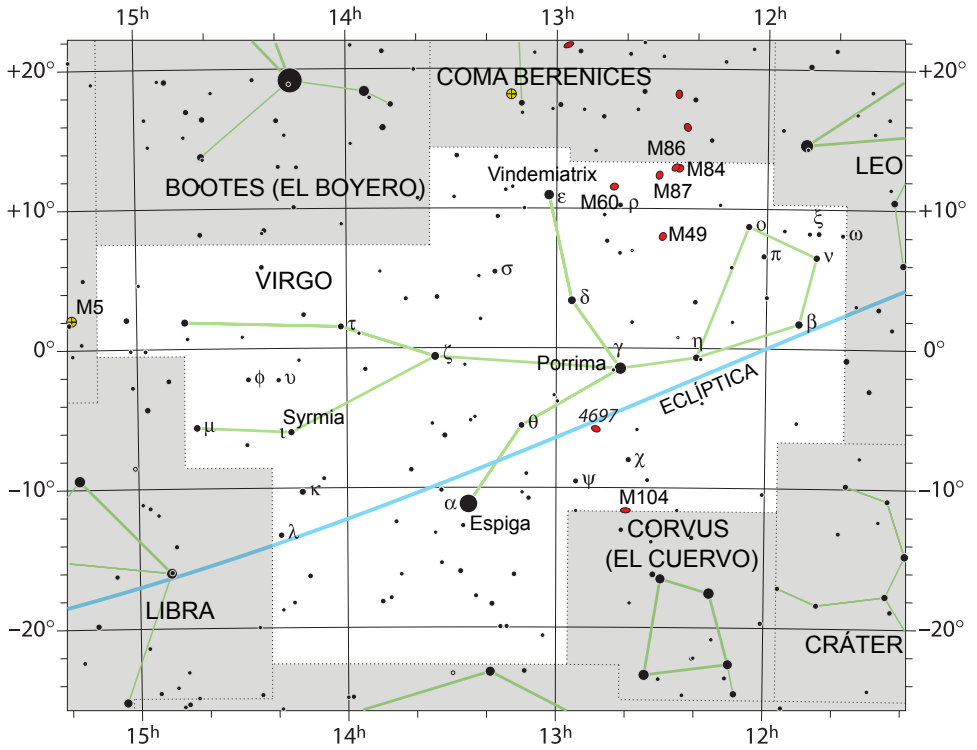 15h 14h 13h 12h
+20° COMA BERENICES +20°
M86
LEO
M84
Vindemiatrix
BOOTES (EL BOYERO)
M87
ε M60 ρ
+10° +10°
ο ξ
M49 ω
π ν
σ
VIRGO
δ
M5
τ β
γ η
0° ζ Porrima 0°
ECLÍPTICA
φ υ
4697
Syrmia
μ ι θ
χ
ψ
κ
−10° M104 −10°
α
Espiga
λ CORVUS
(EL CUERVO)
LIBRA
−20° −20°
CRÁTER
15h 14h 13h 12h